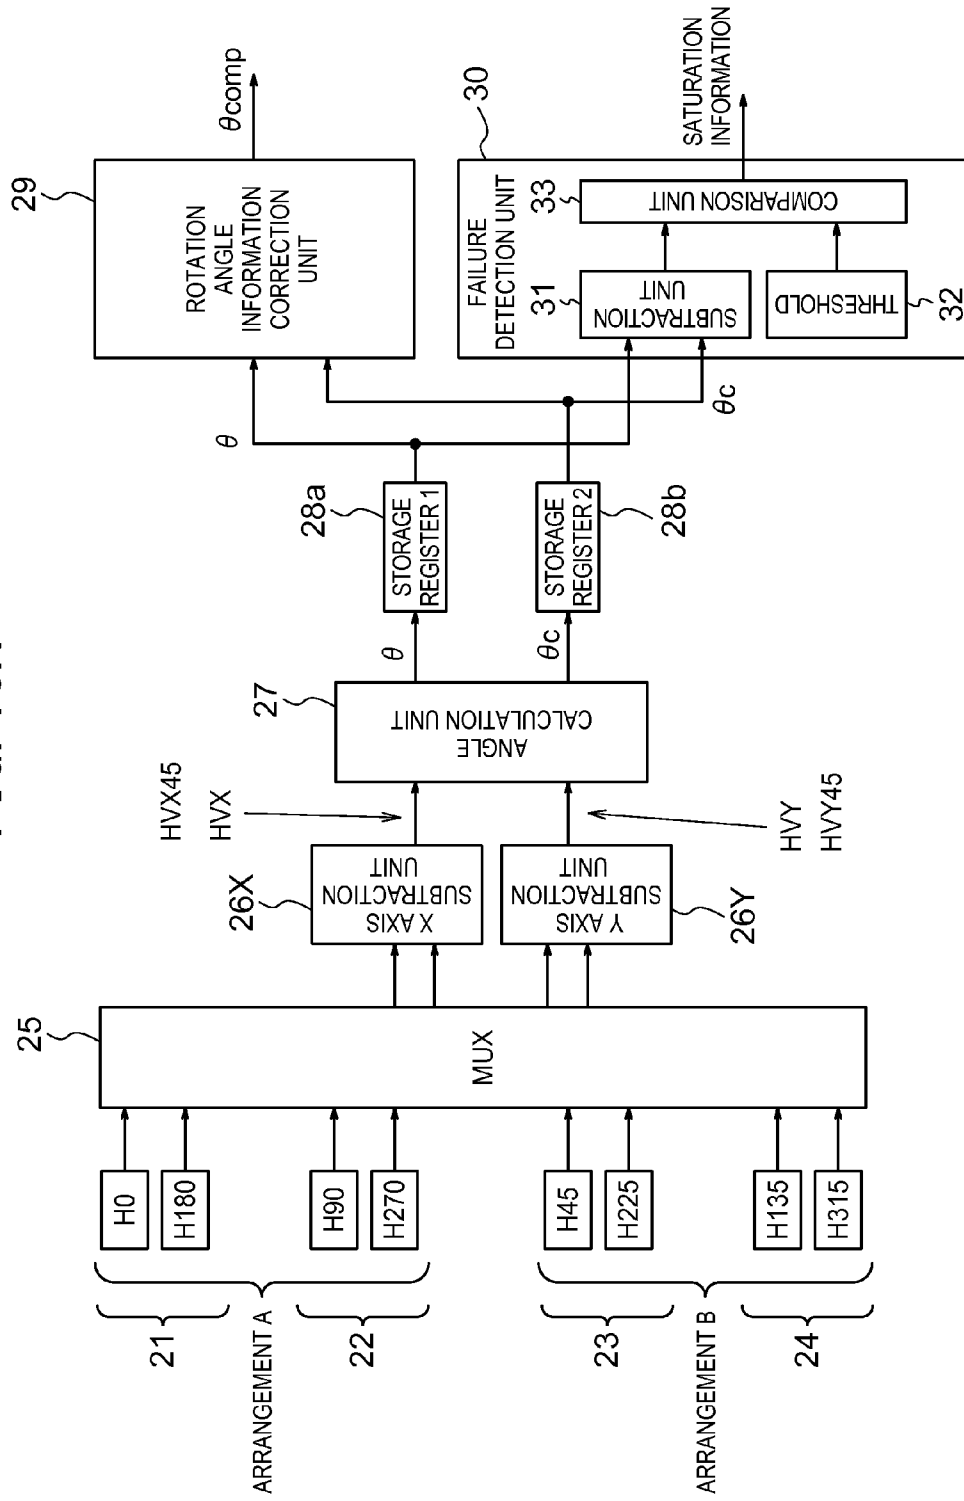 ARRANGEMENT A
21
22
H0
H180
H90
H270
ARRANGEMENT B
23
24
H45
H225
H135
H315
25
MUX
26X
X AXIS
SUBTRACTION
UNIT
26Y
Y AXIS
SUBTRACTION
UNIT
HVX45
HVX
HVY
HVY45
27
ANGLE
CALCULATION UNIT
θ
θc
28a
STORAGE
REGISTER 1
STORAGE
REGISTER 2
28b
θ
θc
29
ROTATION
ANGLE
INFORMATION
CORRECTION
UNIT
θcomp
30
FAILURE
DETECTION UNIT
31
SUBTRACTION
UNIT
THRESHOLD
32
33
COMPARISON UNIT
SATURATION
INFORMATION